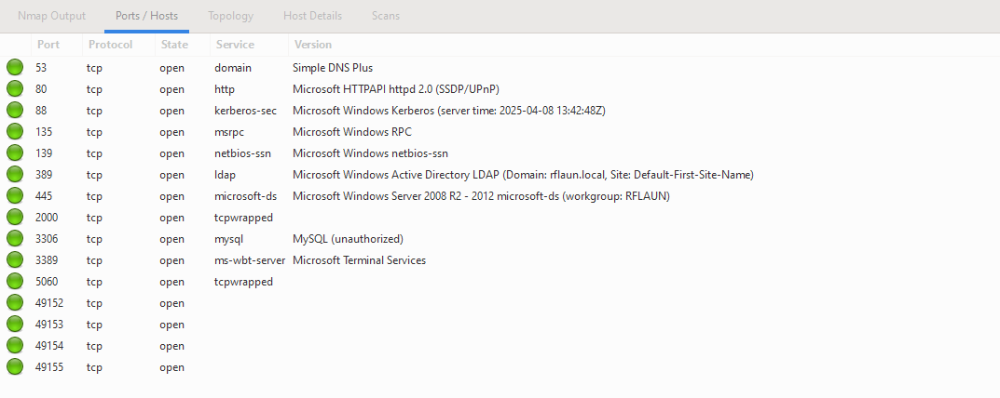 Nmap Output Ports / Hosts Topology Host Details Scans
Port Protocol State Service Version
53 tcp open domain Simple DNS Plus
80 tcp open http Microsoft HTTPAPI httpd 2.0 (SSDP/UPnP)
88 tcp open kerberos-sec Microsoft Windows Kerberos (server time: 2025-04-08 13:42:48Z)
135 tcp open msrpc Microsoft Windows RPC
139 tcp open netbios-ssn Microsoft Windows netbios-ssn
389 tcp open ldap Microsoft Windows Active Directory LDAP (Domain: rflaun.local, Site: Default-First-Site-Name)
445 tcp open microsoft-ds Microsoft Windows Server 2008 R2 - 2012 microsoft-ds (workgroup: RFLAUN)
2000 tcp open tcpwrapped
3306 tcp open mysql MySQL (unauthorized)
3389 tcp open ms-wbt-server Microsoft Terminal Services
5060 tcp open tcpwrapped
49152 tcp open
49153 tcp open
49154 tcp open
49155 tcp open